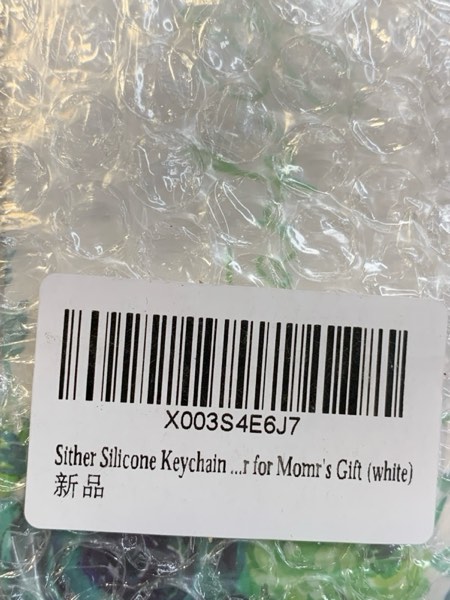 X003S4E6J7
Sither Silicone Keychain ...r for Momr's Gift (white)
新品